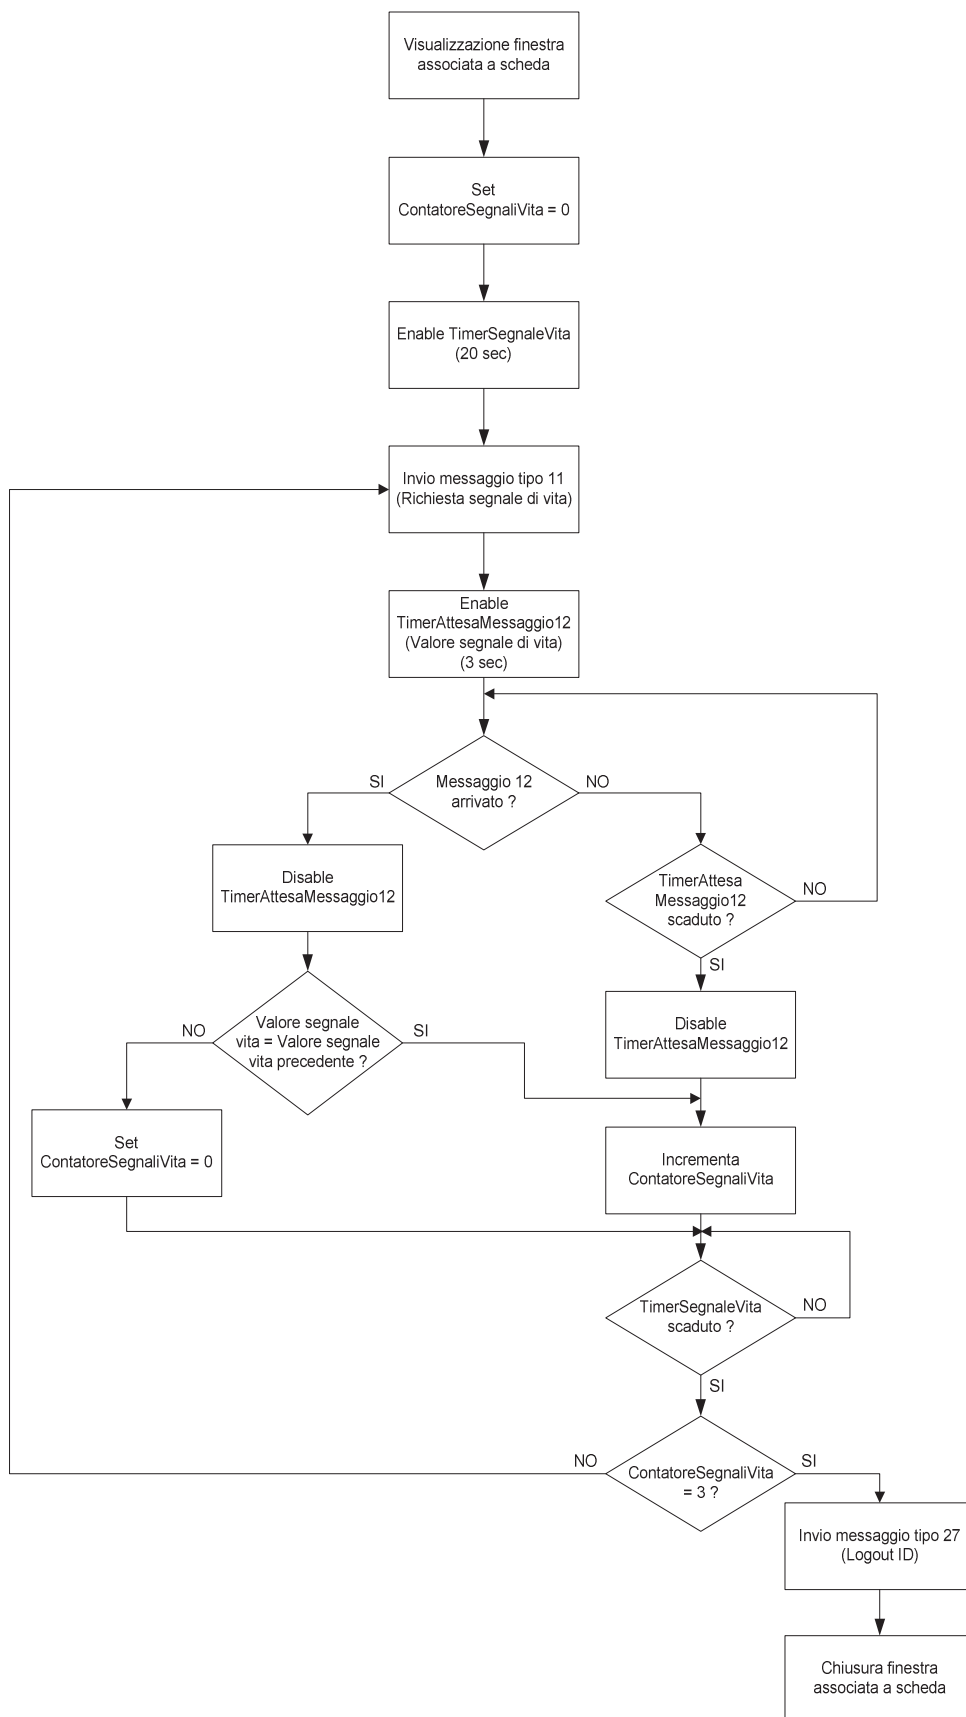 Visualizzazione finestra
associata a scheda
Set
ContatoreSegnaliVita = 0
Enable TimerSegnaleVita
(20 sec)
Invio messaggio tipo 11
(Richiesta segnale di vita)
Enable
TimerAttesaMessaggio12
(Valore segnale di vita)
(3 sec)
SI
Messaggio 12
arrivato ?
NO
Disable
TimerAttesaMessaggio12
TimerAttesa
Messaggio12
scaduto ?
NO
SI
NO
Valore segnale
vita = Valore segnale
vita precedente ?
SI
Disable
TimerAttesaMessaggio12
Set
ContatoreSegnaliVita = 0
Incrementa
ContatoreSegnaliVita
TimerSegnaleVita
scaduto ?
NO
SI
NO
ContatoreSegnaliVita
= 3 ?
SI
Invio messaggio tipo 27
(Logout ID)
Chiusura finestra
associata a scheda